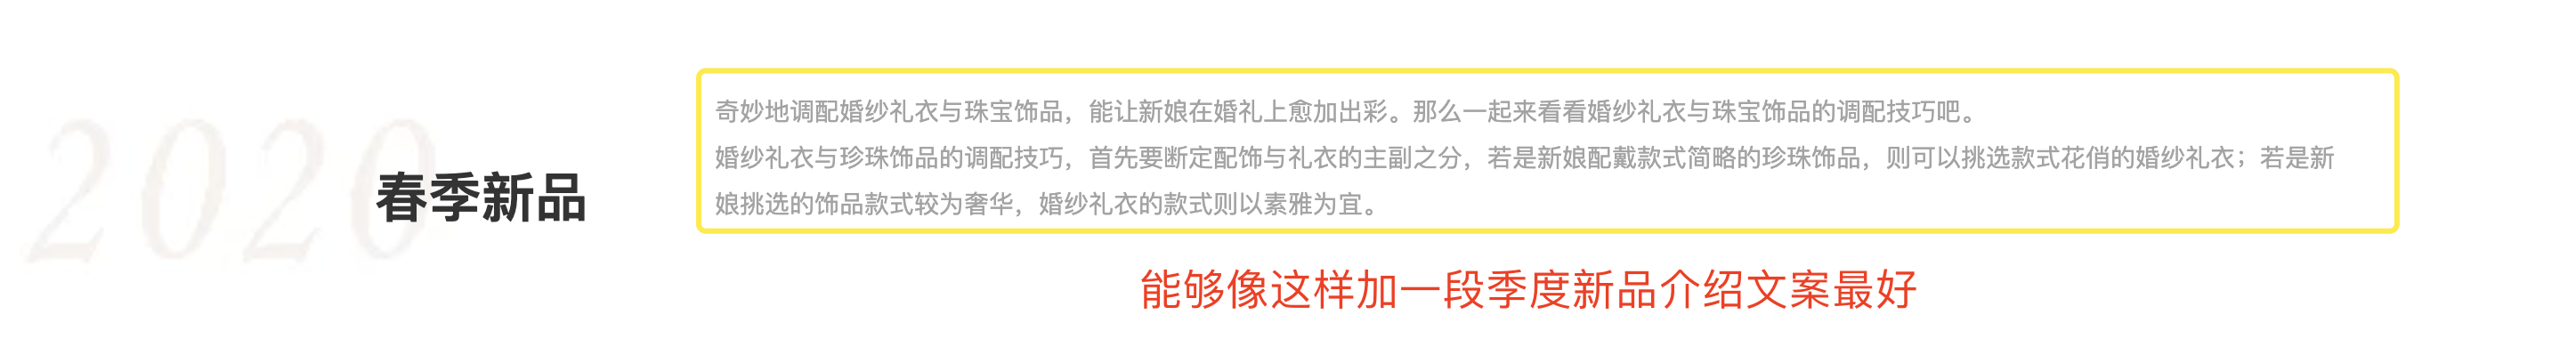 2020
春季新品
奇妙地调配婚纱礼衣与珠宝饰品，能让新娘在婚礼上愈加出彩。那么一起来看看婚纱礼衣与珠宝饰品的调配技巧吧。
婚纱礼衣与珍珠饰品的调配技巧，首先要断定配饰与礼衣的主副之分，若是新娘配戴款式简略的珍珠饰品，则可以挑选款式花俏的婚纱礼衣；若是新
娘挑选的饰品款式较为奢华，婚纱礼衣的款式则以素雅为宜。
能够像这样加一段季度新品介绍文案最好